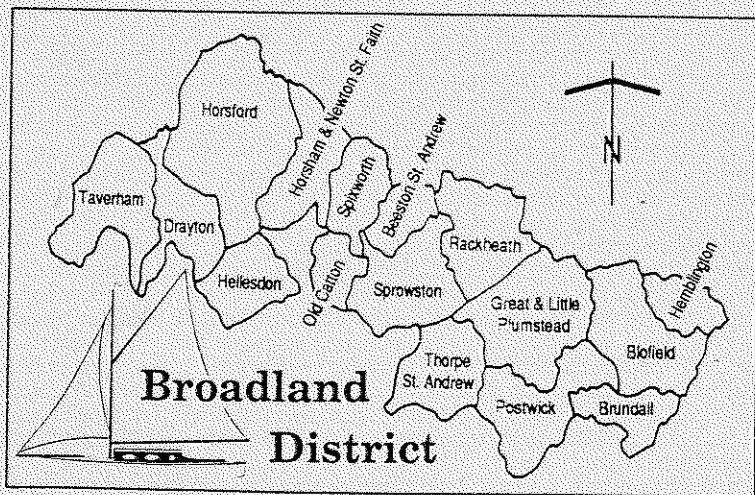 Horsford
Horsham & Newton St. Faith
Spixworth
Beeston St. Andrew
N
Taverham
Drayton
Rackheath
Hellesdon
Old Catton
Sprowston
Hemblington
Great & Little
Plumstead
Blofield
Thorpe
St. Andrew
Postwick
Brundall
Broadland
District